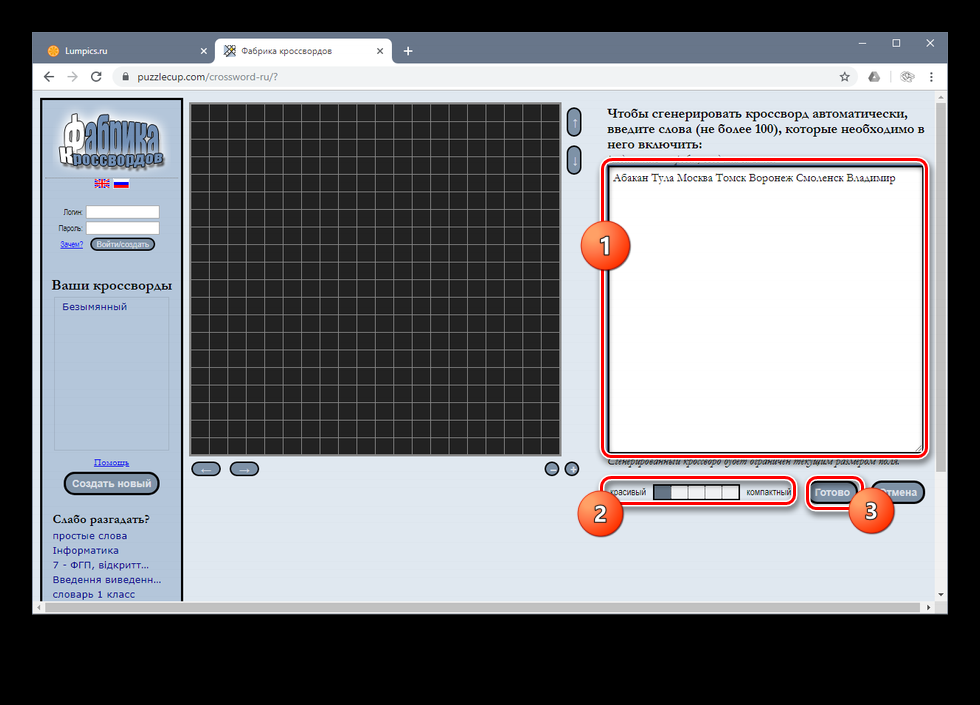 Lumpics.ru
Фабрика кроссвордов
puzzlecup.com/crossword-ru/?
Фабрика
кроссвордов
Логин:
Пароль:
Зачем?
Войти/создать
Ваши кроссворды
Безымянный
Помощь
Создать новый
Слабо разгадать?
простые слова
Інформатика
7 - ФГП, відкритт...
Введення виведенн...
словарь 1 класс
↑
↓
←
→
−
+
Чтобы сгенерировать кроссворд автоматически,
введите слова (не более 100), которые необходимо в
него включить:
Абакан Тула Москва Томск Воронеж Смоленск Владимир
1
Сгенерированный кроссворд будет ограничен текущим размером поля.
красивый
компактный
Готово
2
3